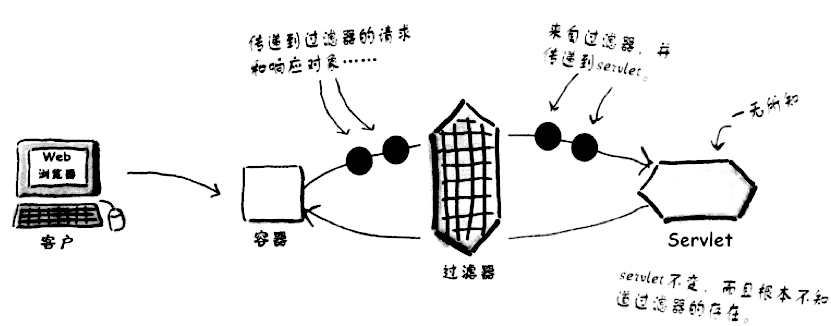 传递到过滤器的请求
和响应对象……
来自过滤器，并
传递到servlet。
一无所知
Web
浏览器
客户
容器
过滤器
Servlet
servlet不变，而且根本不知
道过滤器的存在。